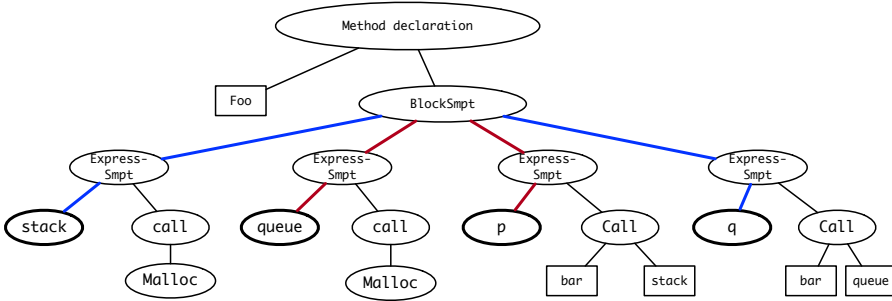 Method declaration
Foo
BlockSmpt
Express-
Smpt
Express-
Smpt
Express-
Smpt
Express-
Smpt
stack
call
queue
call
p
Call
q
Call
Malloc
Malloc
bar
stack
bar
queue